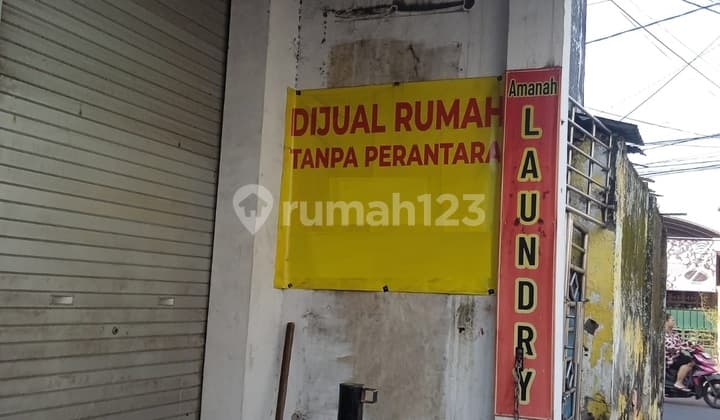 DIJUAL RUMAH
TANPA PERANTARA
rumah123
Amanah
LAUNDRY